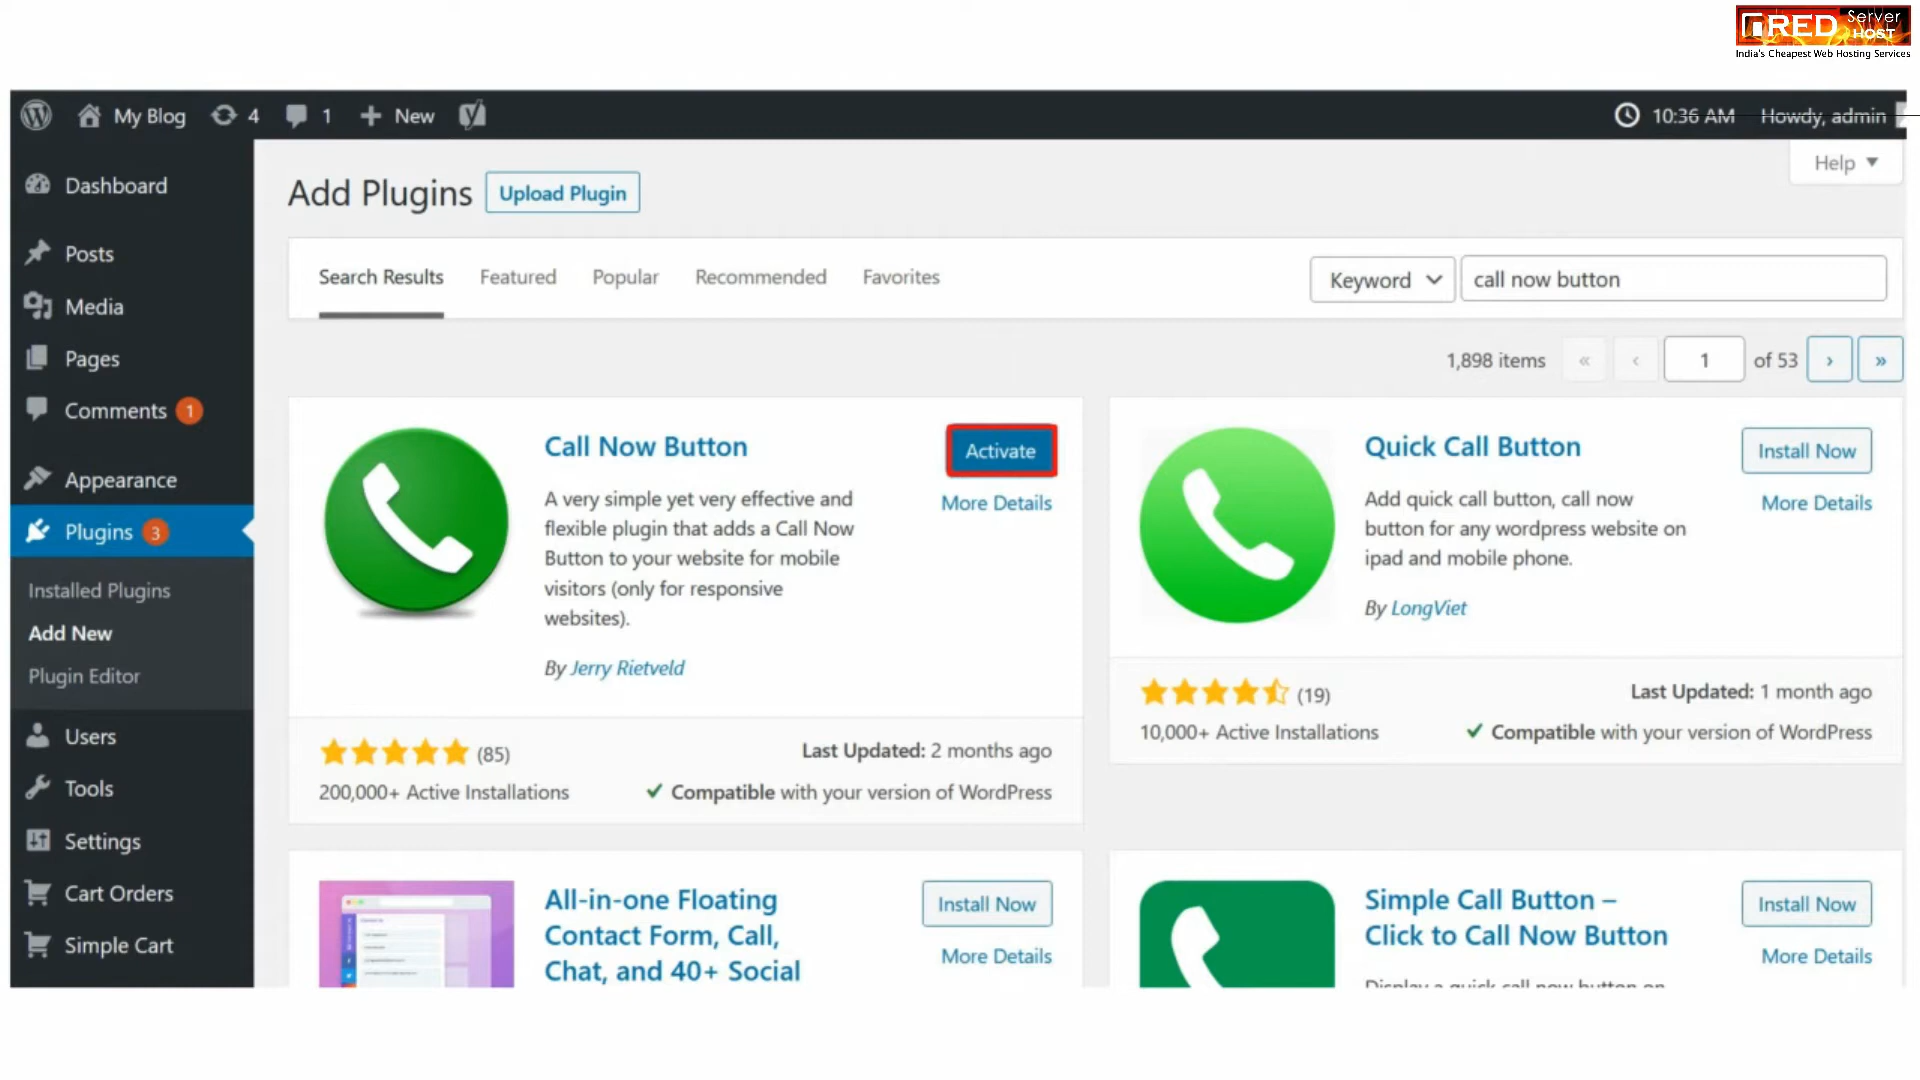 RED Server
HOST
India's Cheapest Web Hosting Services
My Blog 4 1 New 10:36 AM Howdy, admin
Help
Dashboard
Posts
Media
Pages
Comments 1
Appearance
Plugins 3
Installed Plugins
Add New
Plugin Editor
Users
Tools
Settings
Cart Orders
Simple Cart
Add Plugins Upload Plugin
Search Results Featured Popular Recommended Favorites Keyword call now button
1,898 items « ‹ 1 of 53 › »
Call Now Button
Activate
More Details
A very simple yet very effective and
flexible plugin that adds a Call Now
Button to your website for mobile
visitors (only for responsive
websites).
By Jerry Rietveld
(85)
Last Updated: 2 months ago
200,000+ Active Installations
Compatible with your version of WordPress
Quick Call Button
Install Now
More Details
Add quick call button, call now
button for any wordpress website on
ipad and mobile phone.
By LongViet
(19)
Last Updated: 1 month ago
10,000+ Active Installations
Compatible with your version of WordPress
All-in-one Floating
Contact Form, Call,
Chat, and 40+ Social
Install Now
More Details
Simple Call Button –
Click to Call Now Button
Install Now
More Details
Display a quick call now button on